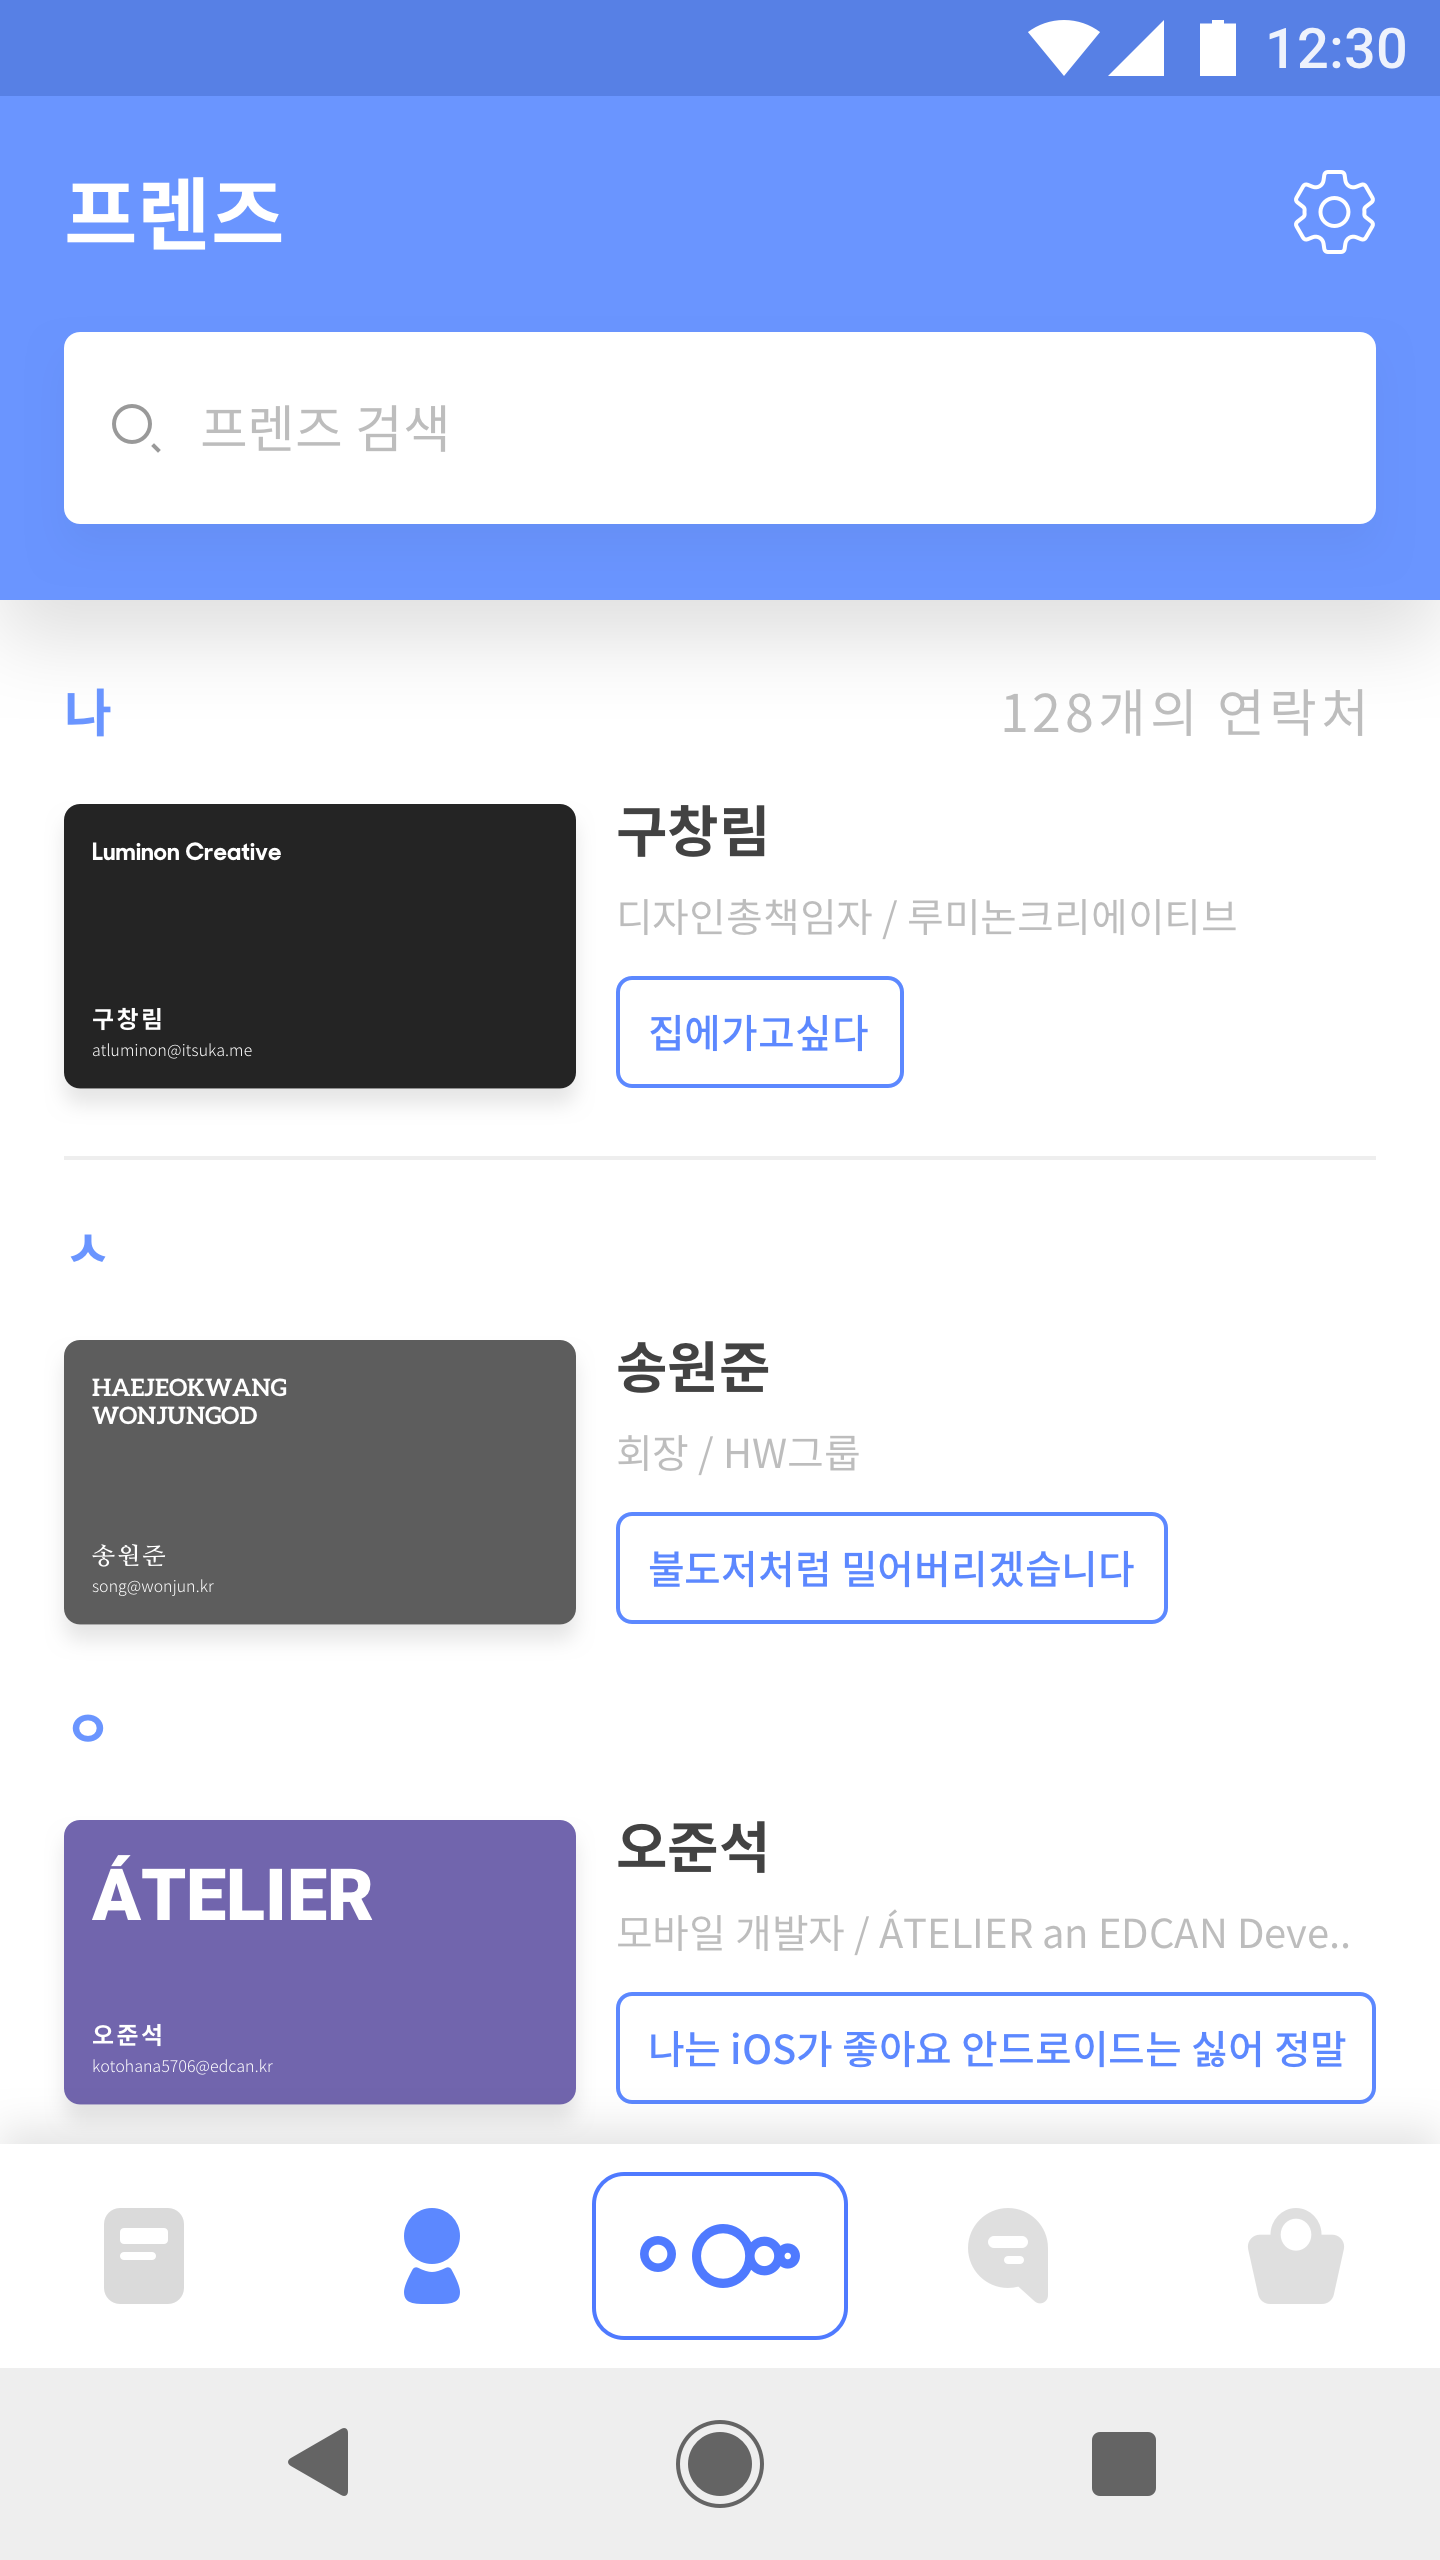 12:30
프렌즈
프렌즈 검색
나
128개의 연락처
Luminon Creative
구창림
atluminon@itsuka.me
구창림
디자인총책임자 / 루미논크리에이티브
집에가고싶다
ㅅ
HAEJEOKWANG
WONJUNGOD
송원준
song@wonjun.kr
송원준
회장 / HW그룹
불도저처럼 밀어버리겠습니다
ㅇ
ÁTELIER
오준석
kotohana5706@edcan.kr
오준석
모바일 개발자 / ÁTELIER an EDCAN Deve..
나는 iOS가 좋아요 안드로이드는 싫어 정말